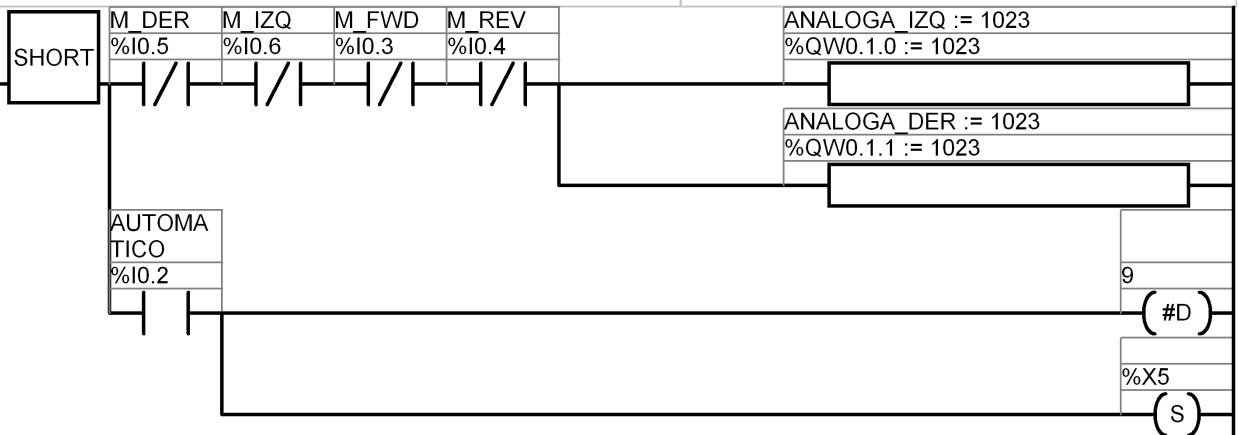 SHORT
M_DER
M_IZQ
M_FWD
M_REV
ANALOGA_IZQ := 1023
%I0.5
%I0.6
%I0.3
%I0.4
%QW0.1.0 := 1023
ANALOGA_DER := 1023
%QW0.1.1 := 1023
AUTOMA
TICO
%I0.2
9
#D
%X5
S